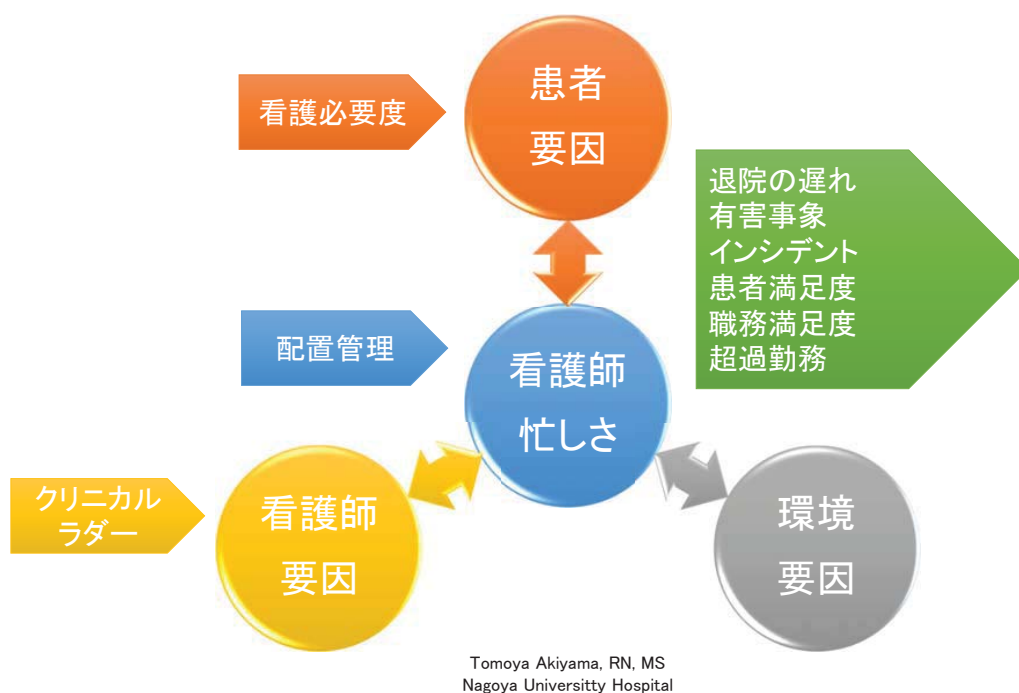 看護必要度
患者
要因
退院の遅れ
有害事象
インシデント
患者満足度
職務満足度
超過勤務
配置管理
看護師
忙しさ
クリニカル
ラダー
看護師
要因
環境
要因
Tomoya Akiyama, RN, MS
Nagoya Universitty Hospital